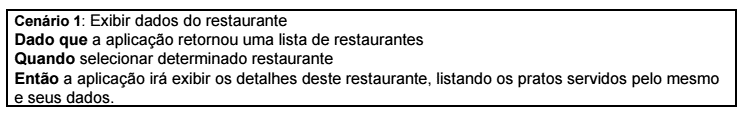 Cenário 1: Exibir dados do restaurante
Dado que a aplicação retornou uma lista de restaurantes
Quando selecionar determinado restaurante
Então a aplicação irá exibir os detalhes deste restaurante, listando os pratos servidos pelo mesmo
e seus dados.